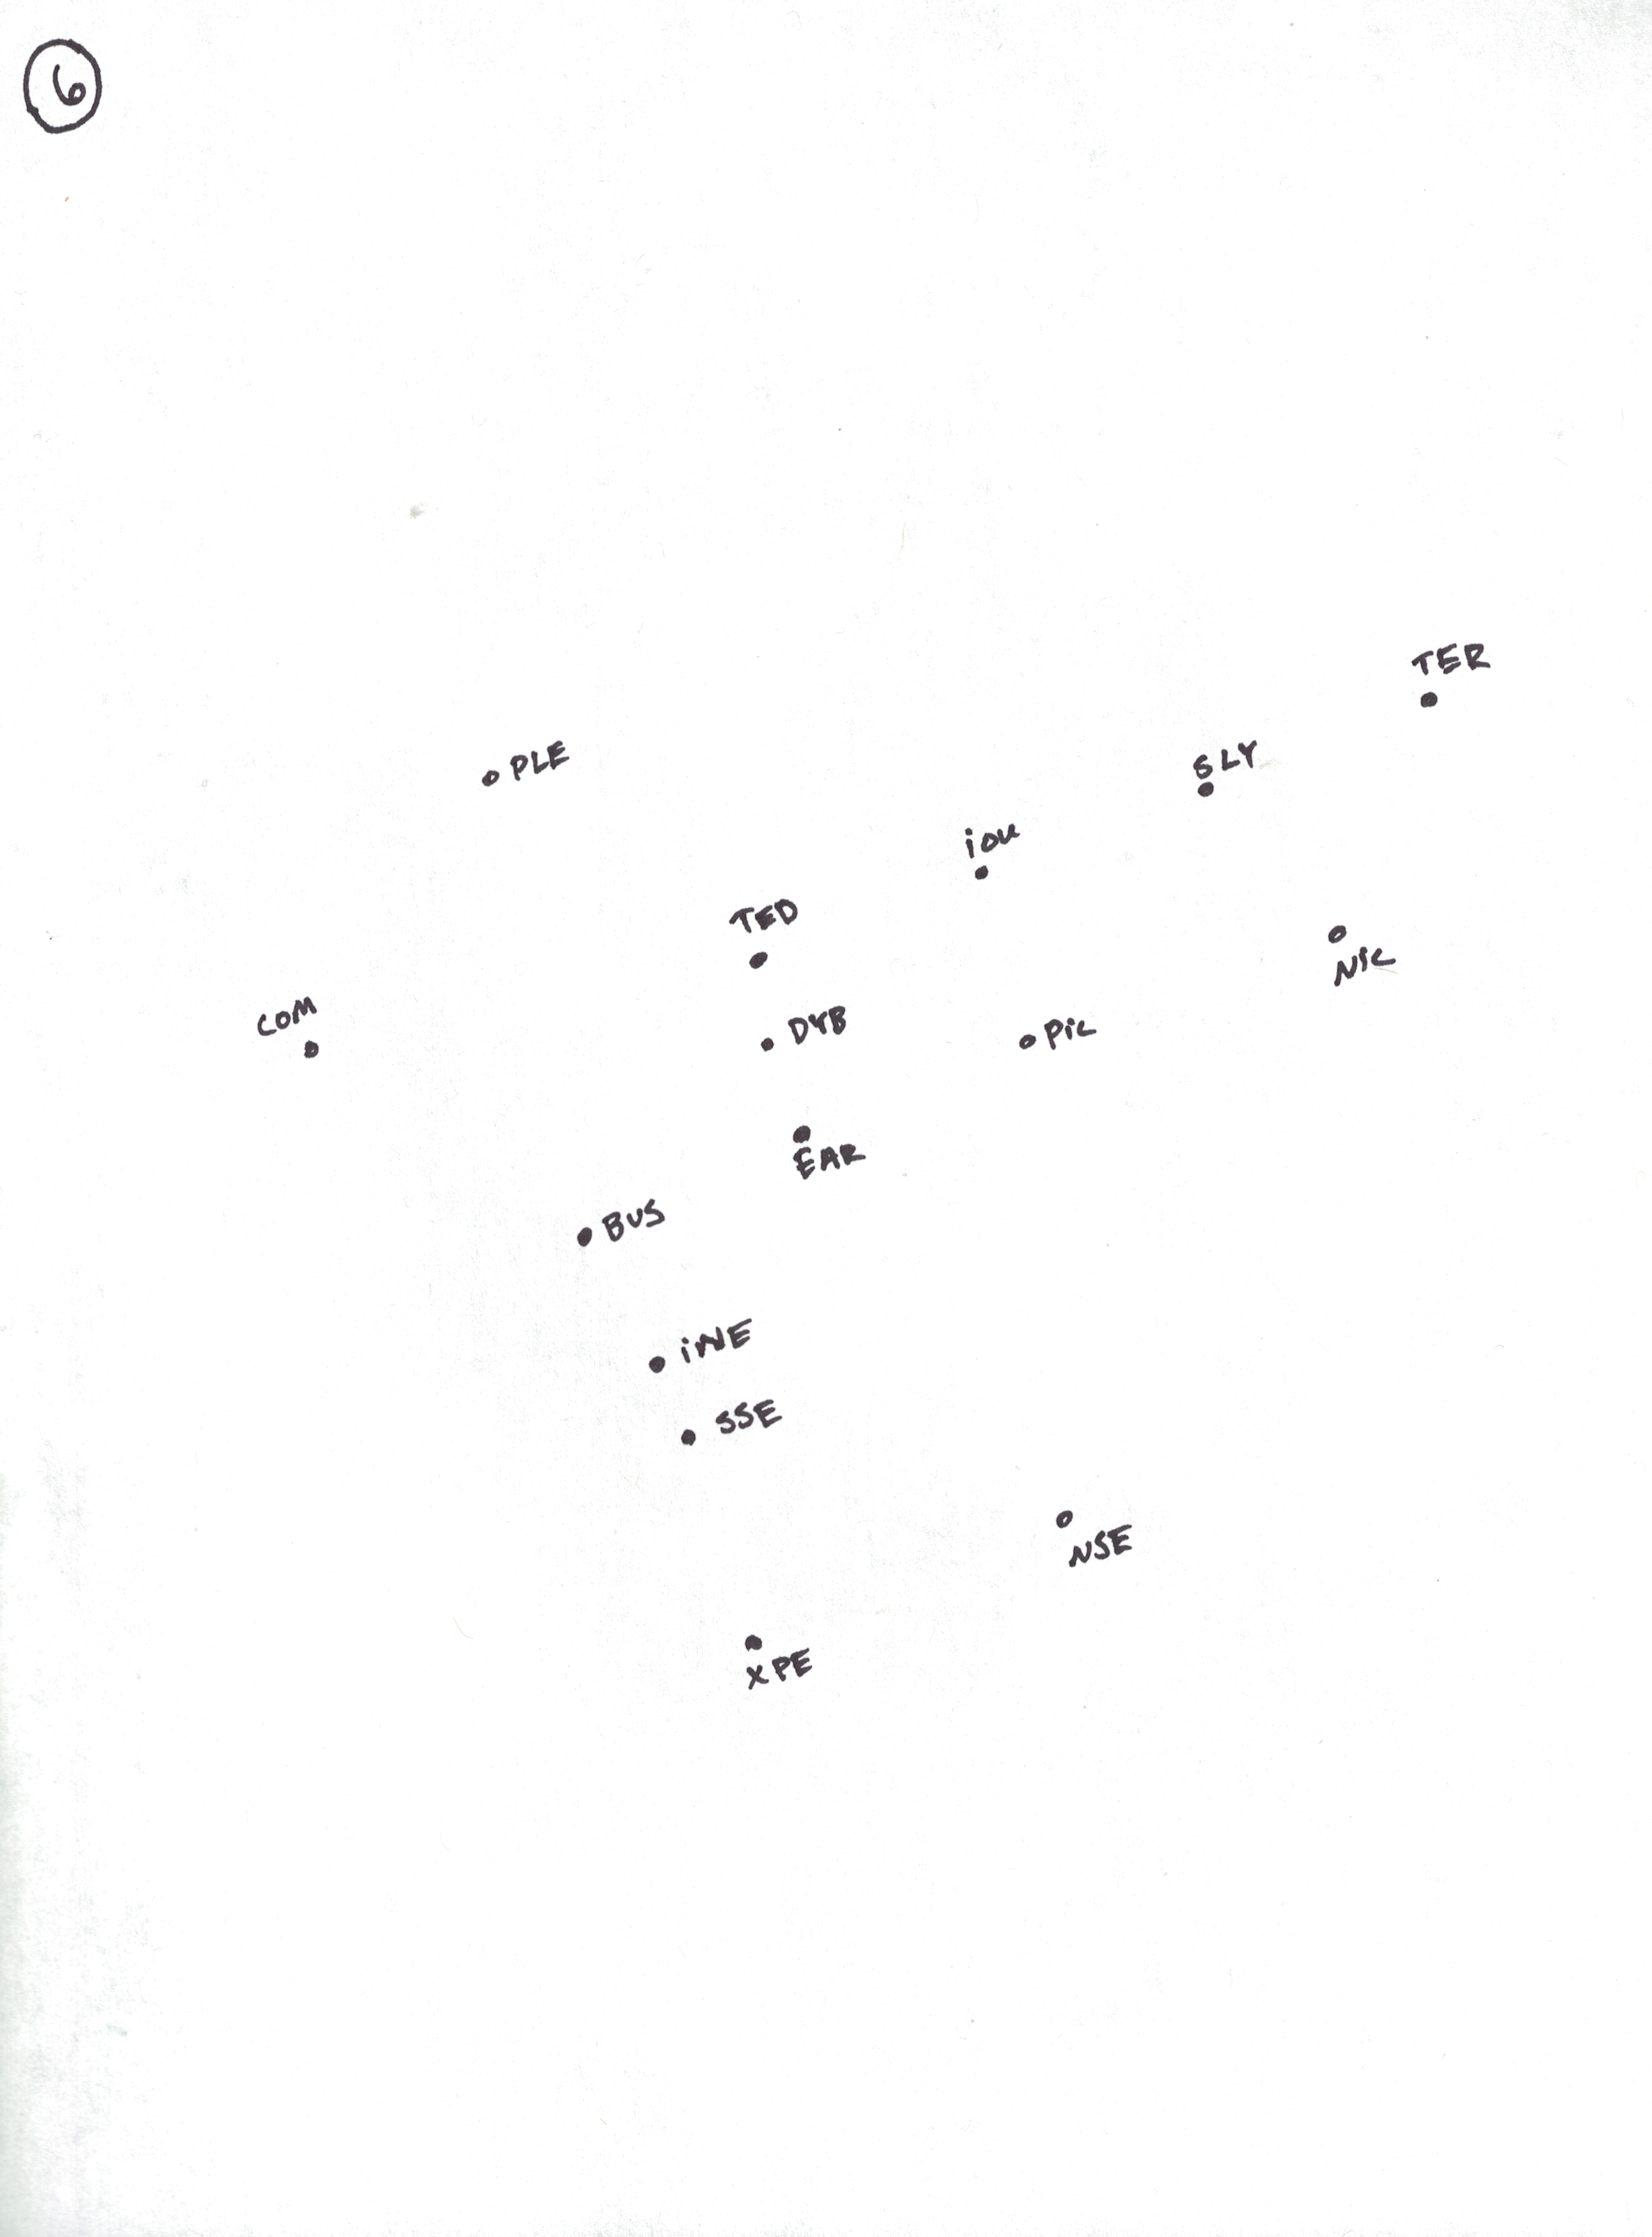 6
TER
PLE
SLY
iou
TED
NiC
COM
DYB
PiC
EAR
BUS
iNE
SSE
NSE
XPE